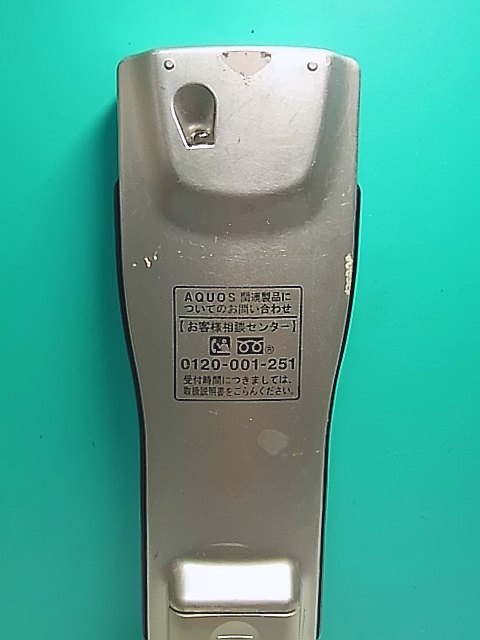 AQUOS 関連製品に
ついてのお問い合わせ
【お客様相談センター】
®
0120-001-251
受付時間につきましては、
取扱説明書をごらんください。